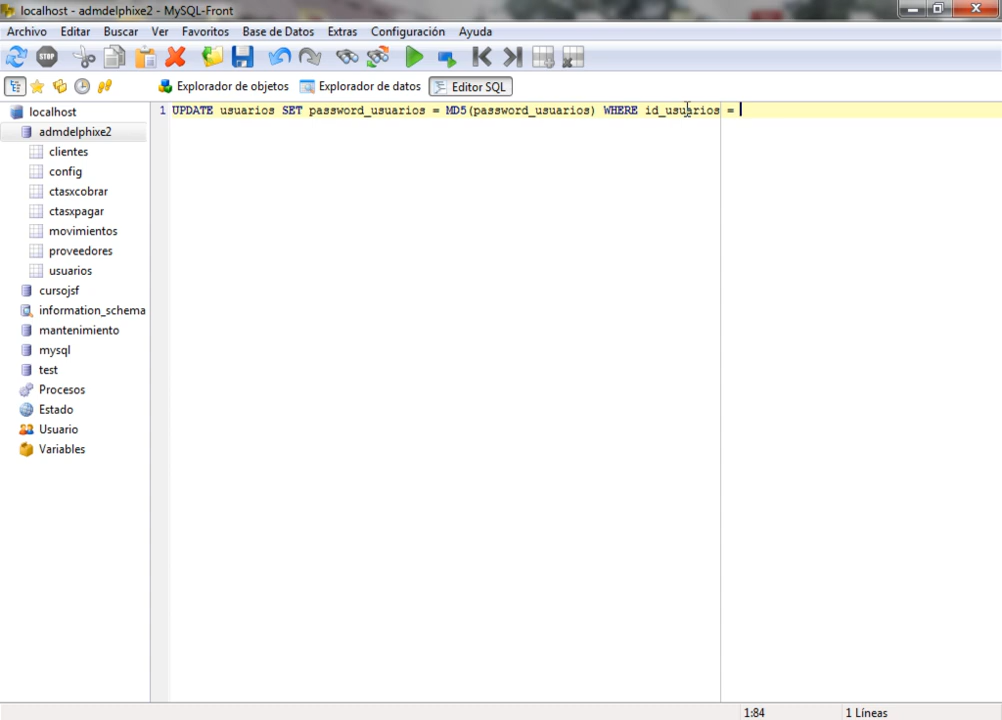 localhost - admdelphixe2 - MySQL-Front
Archivo Editar Buscar Ver Favoritos Base de Datos Extras Configuración Ayuda
STOP
Explorador de objetos Explorador de datos Editor SQL
localhost
admdelphixe2
clientes
config
ctasxcobrar
ctasxpagar
movimientos
proveedores
usuarios
cursojsf
information_schema
mantenimiento
mysql
test
Procesos
Estado
Usuario
Variables
1 UPDATE usuarios SET password_usuarios = MD5(password_usuarios) WHERE id_usuarios =
1:84 1 Líneas